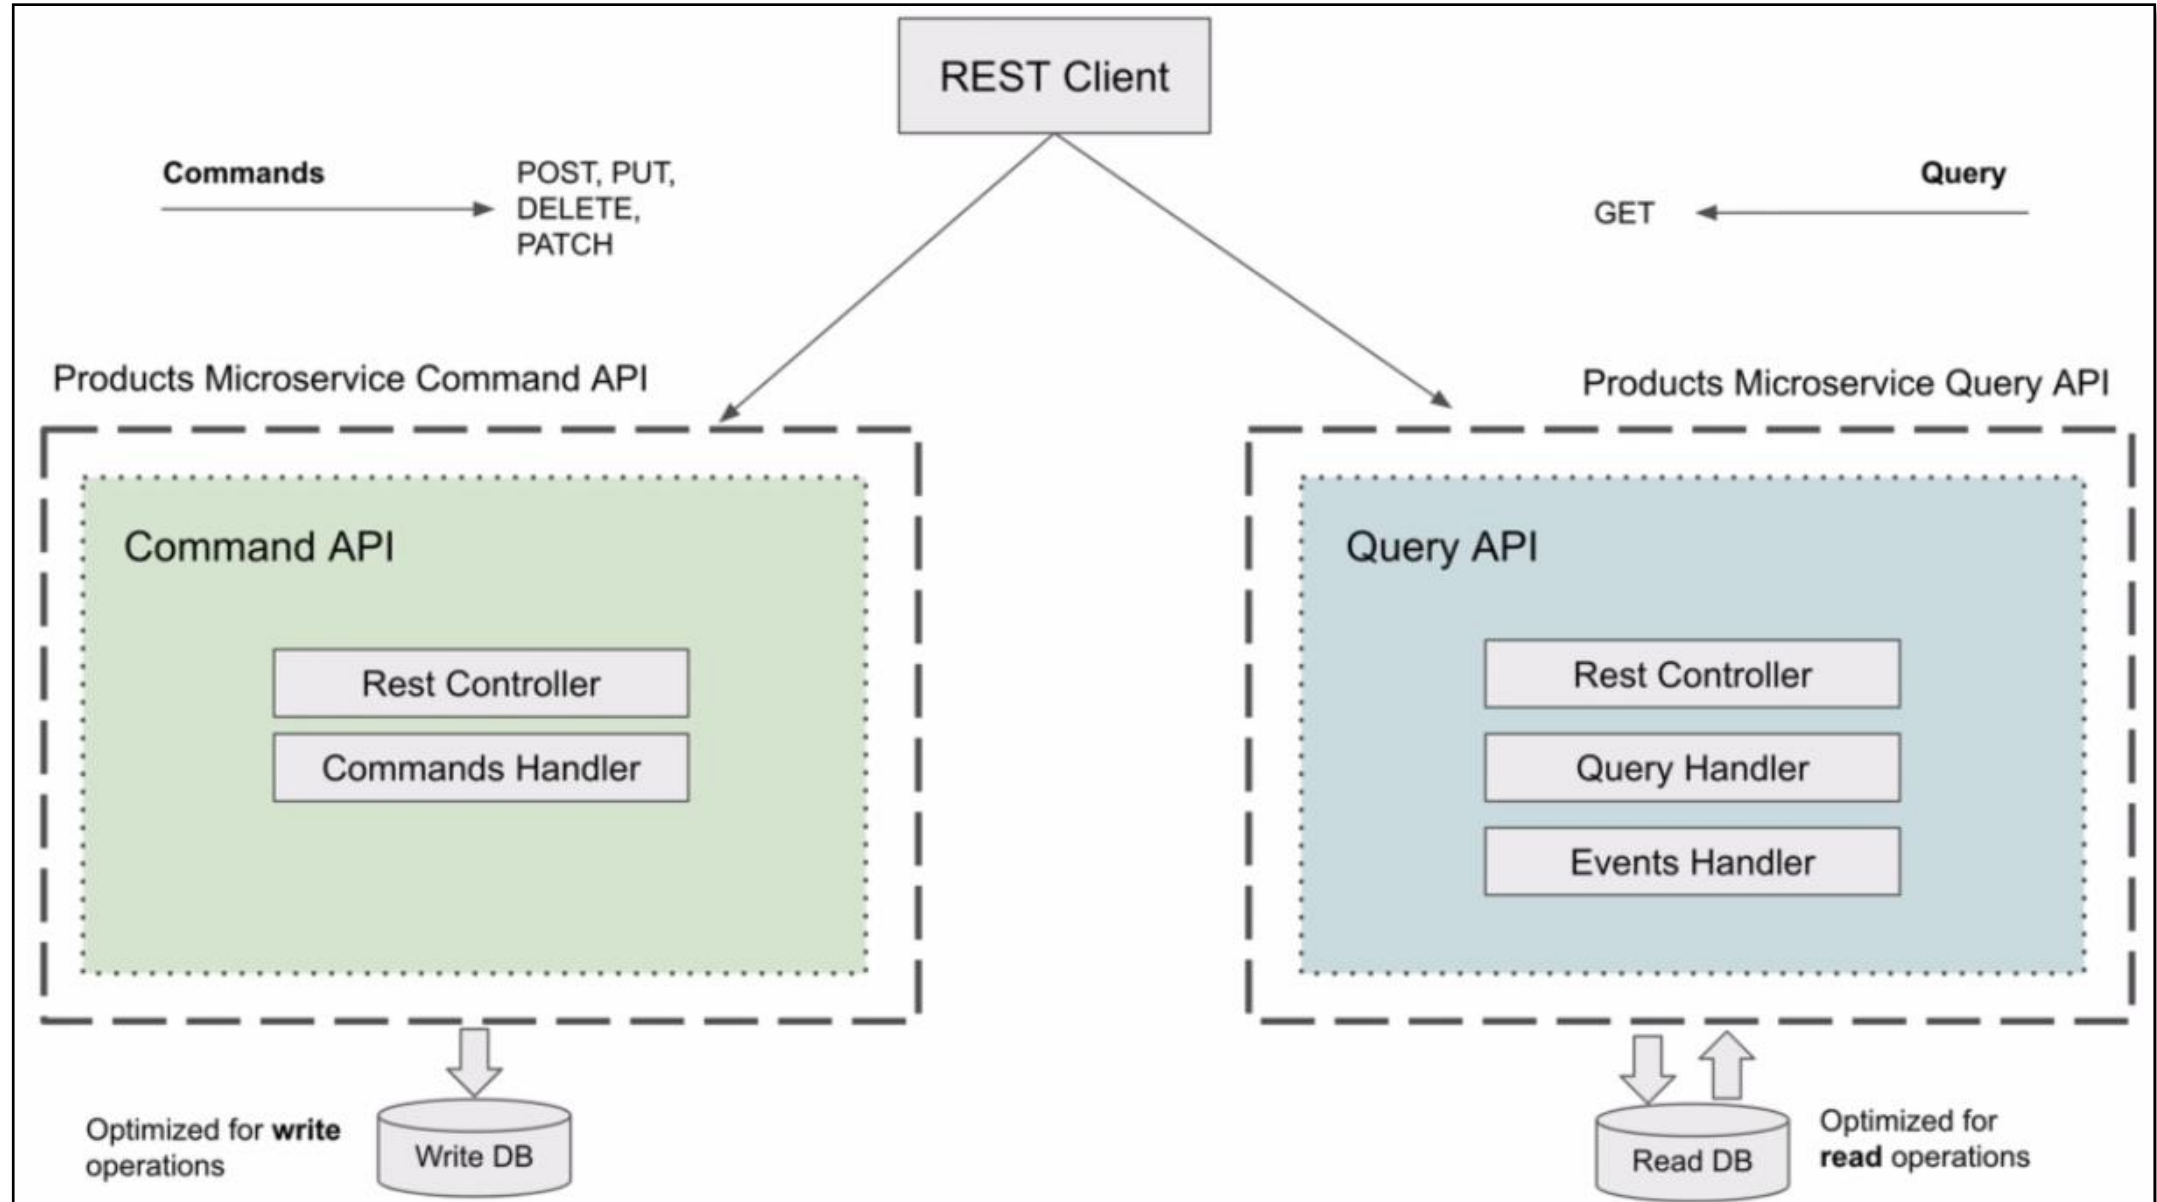 REST Client
Commands
POST, PUT,
DELETE,
PATCH
Query
GET
Products Microservice Command API
Products Microservice Query API
Command API
Rest Controller
Commands Handler
Query API
Rest Controller
Query Handler
Events Handler
Optimized for write
operations
Write DB
Read DB
Optimized for
read operations